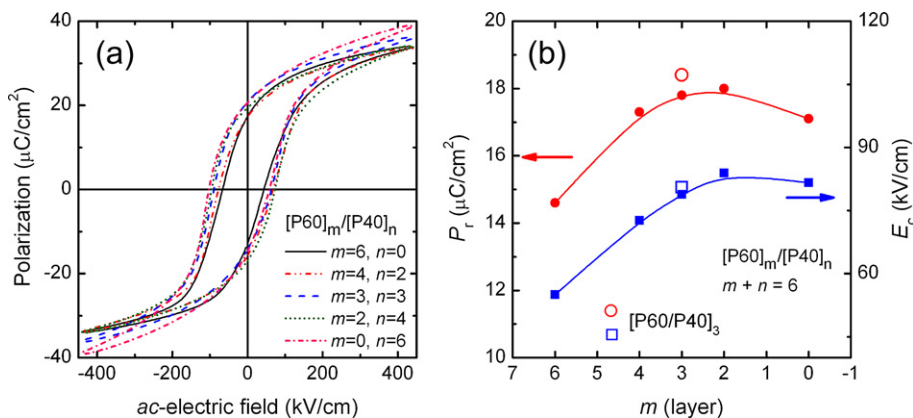 (a)
40
20
0
-20
-40
Polarization (μC/cm²)
[P60]m/[P40]n
m=6, n=0
m=4, n=2
m=3, n=3
m=2, n=4
m=0, n=6
-400 -200 0 200 400
ac-electric field (kV/cm)
(b)
20
18
16
14
12
10
Pr (μC/cm²)
120
90
60
Ec (kV/cm)
[P60]m/[P40]n
m + n = 6
[P60/P40]3
7 6 5 4 3 2 1 0 -1
m (layer)